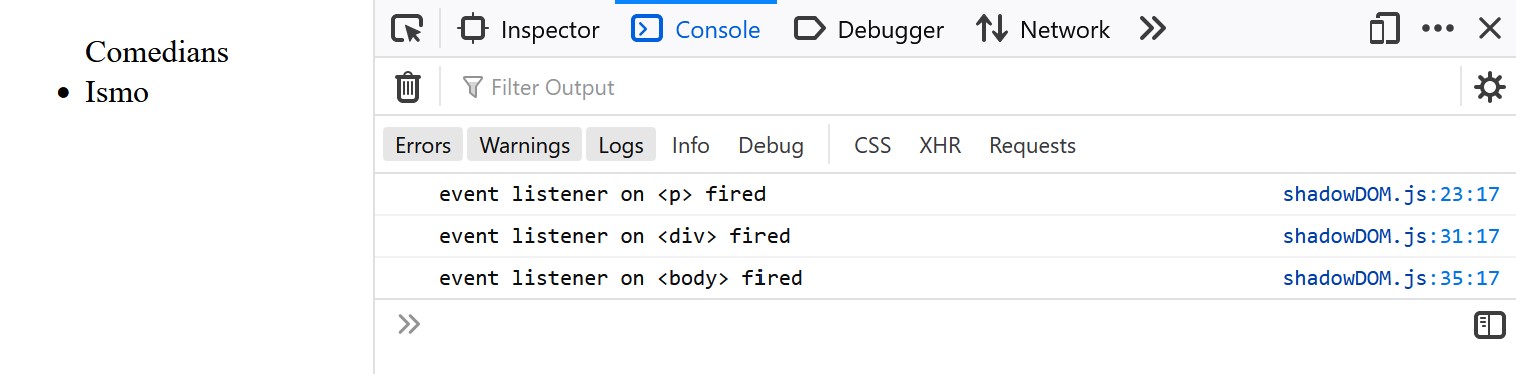 Comedians
Ismo
Inspector Console Debugger Network
Filter Output
Errors Warnings Logs Info Debug CSS XHR Requests
event listener on <p> fired shadowDOM.js:23:17
event listener on <div> fired shadowDOM.js:31:17
event listener on <body> fired shadowDOM.js:35:17